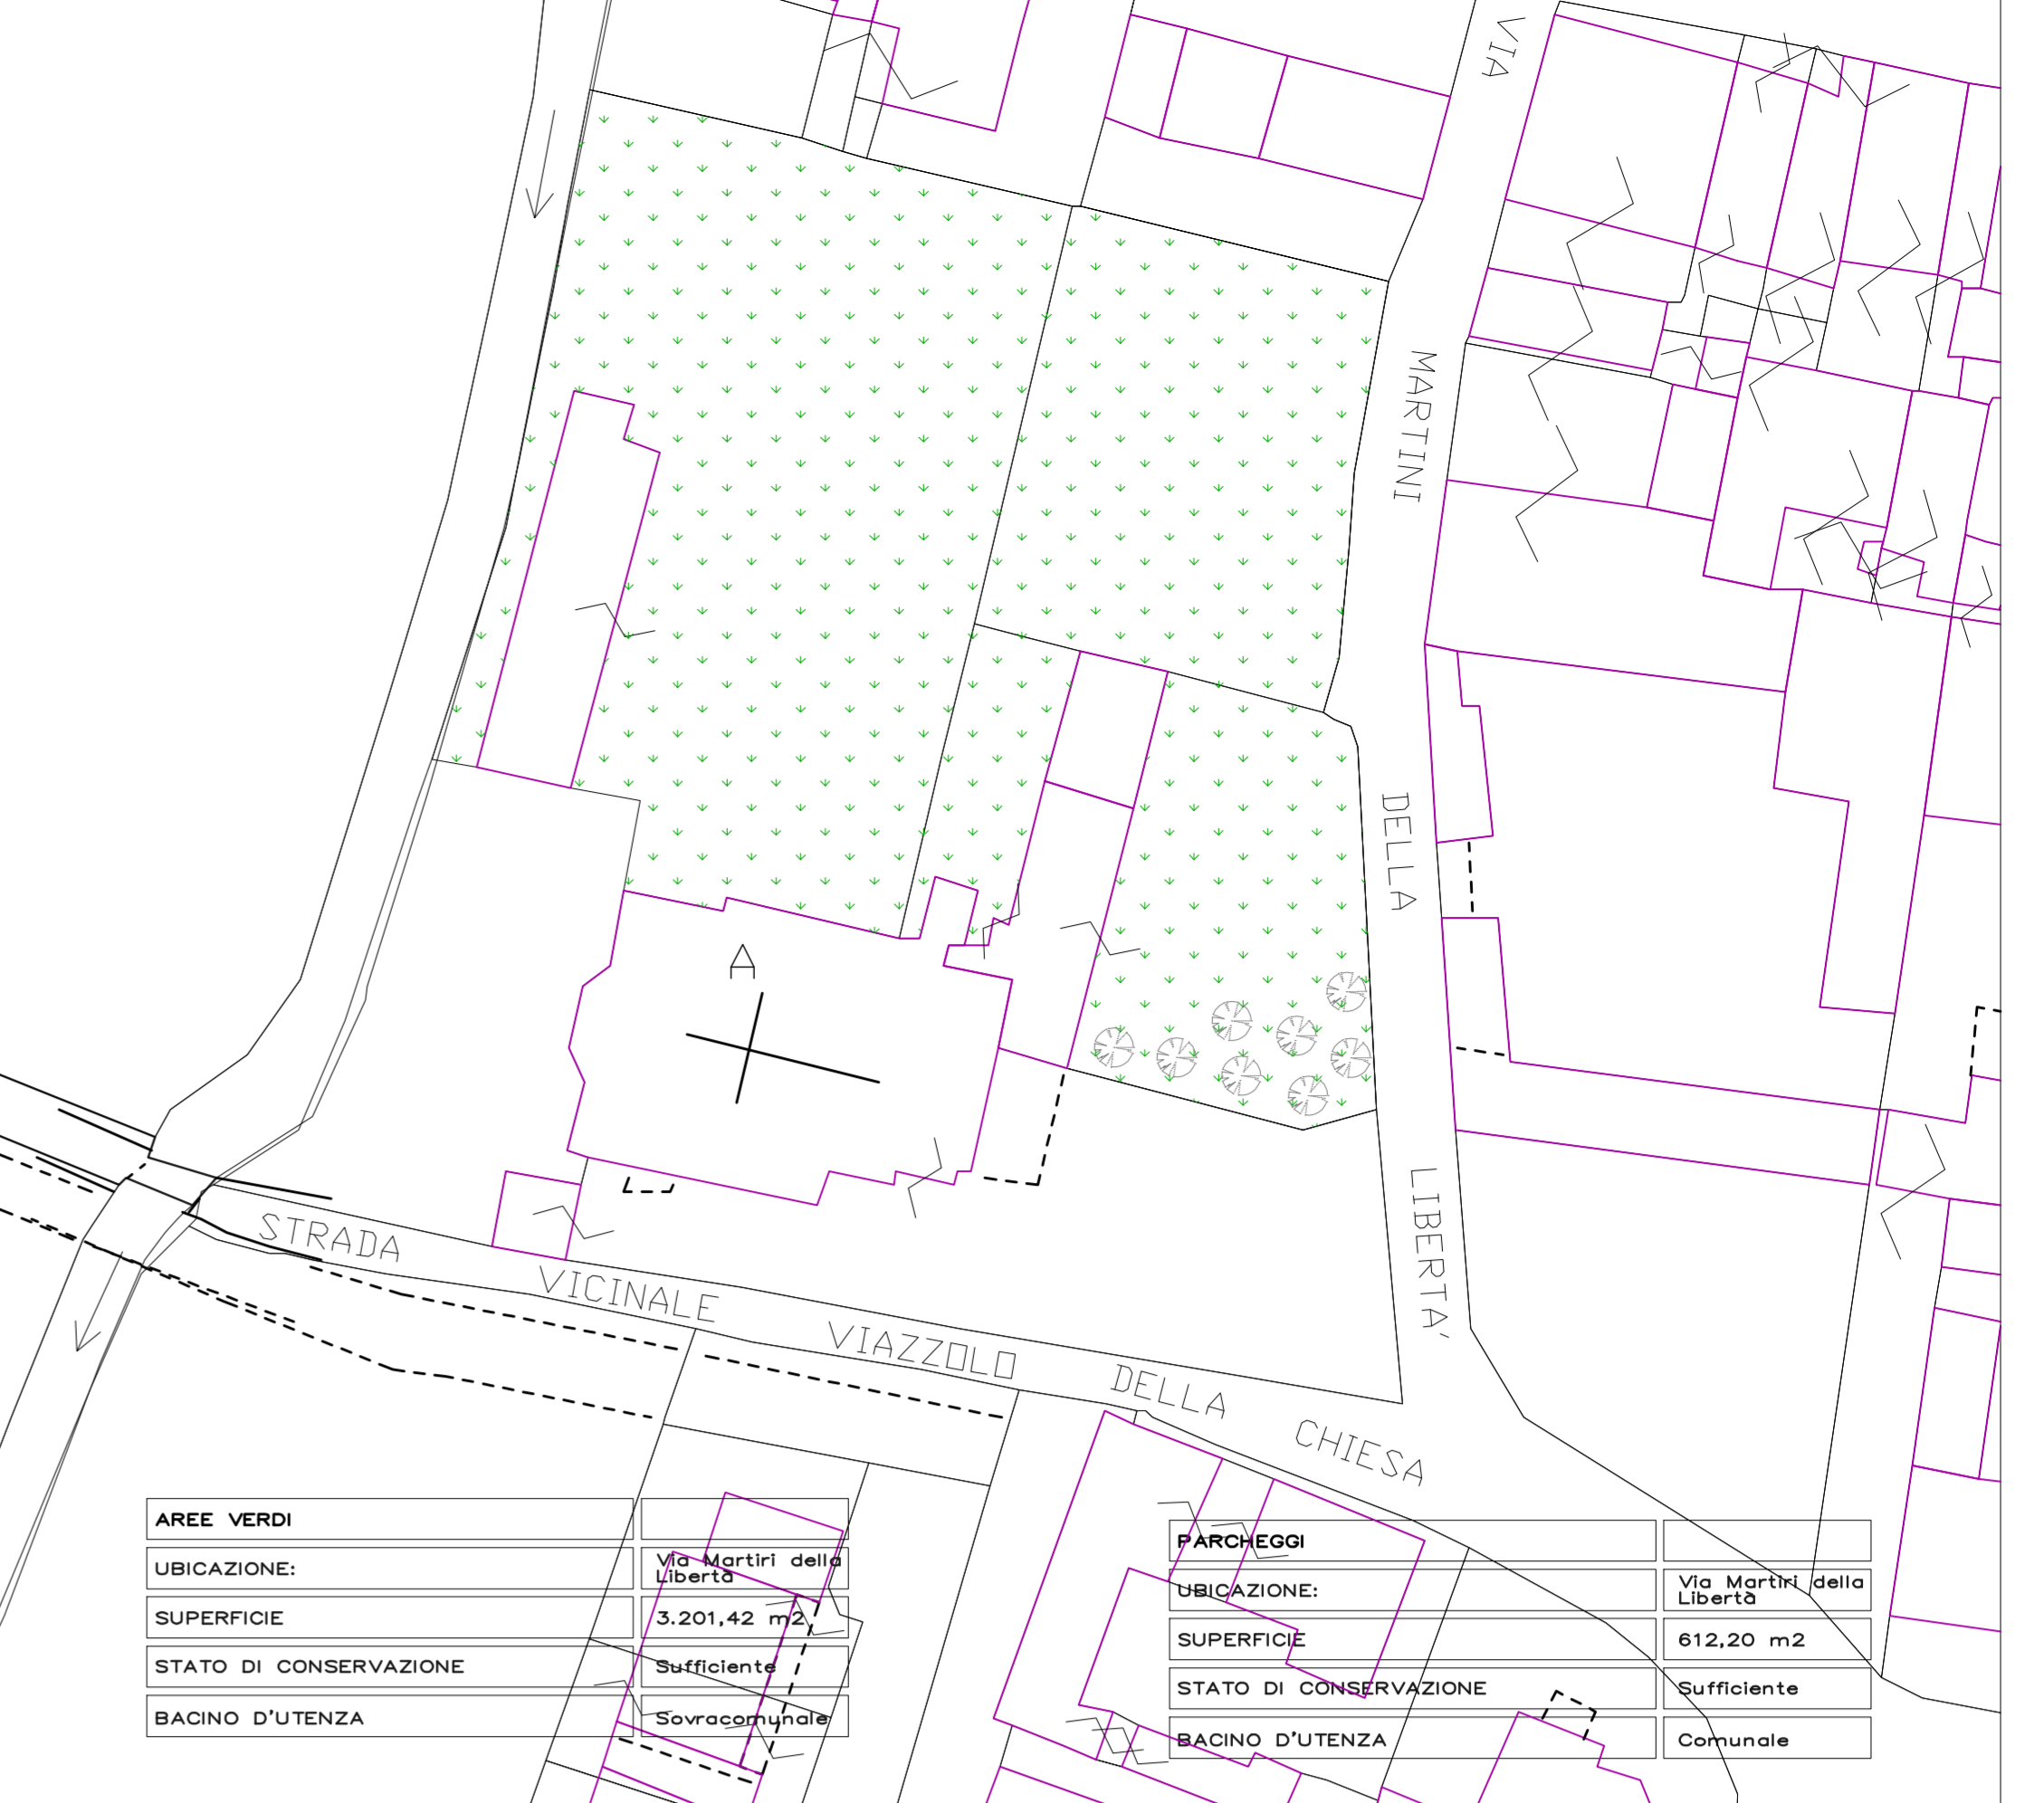 VIA
MARTINI
DELLA
LIBERTA'
A
STRADA
VICINALE
VIAZZOLO
DELLA
CHIESA
AREE VERDI
UBICAZIONE:
Via Martiri della
Libertà
SUPERFICIE
3.201,42 m2
STATO DI CONSERVAZIONE
Sufficiente
BACINO D'UTENZA
Sovracomunale
PARCHEGGI
UBICAZIONE:
Via Martiri della
Libertà
SUPERFICIE
612,20 m2
STATO DI CONSERVAZIONE
Sufficiente
BACINO D'UTENZA
Comunale